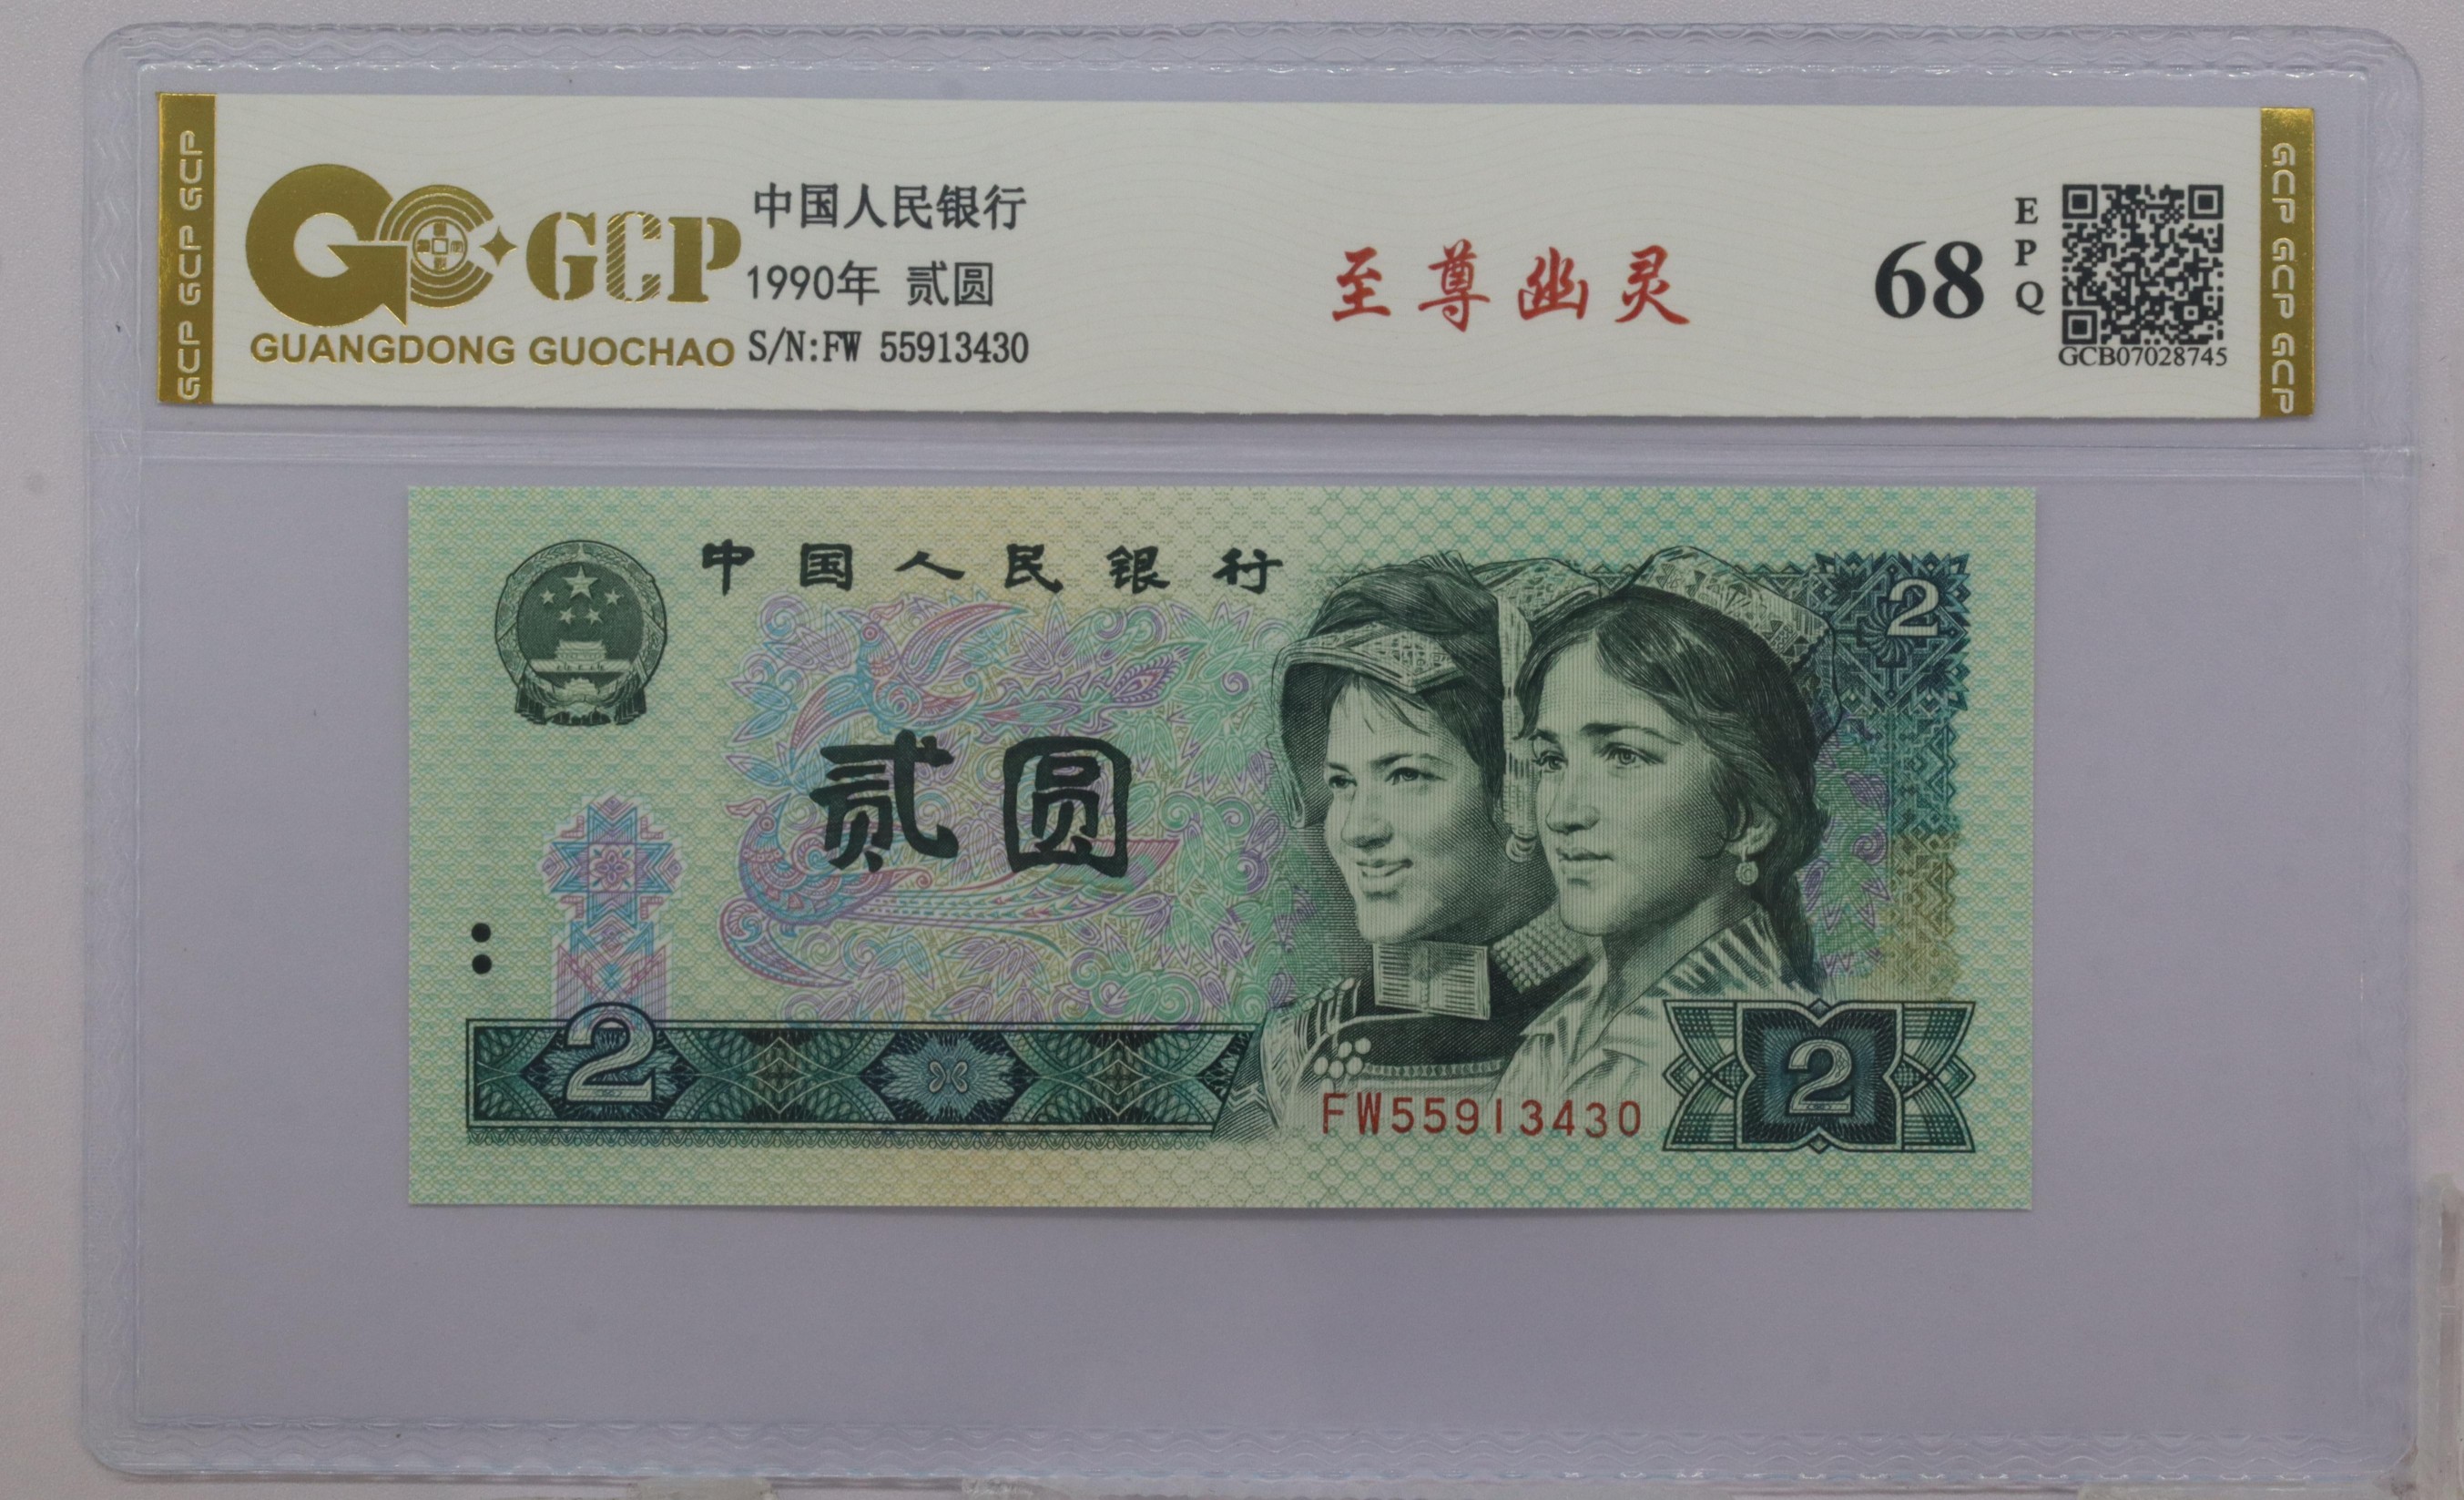 GCP GCP GCP
GCP
GUANGDONG GUOCHAO
中国人民银行
1990年 贰圆
S/N:FW 55913430
至尊幽灵
68
EPQ
GCB07028745
GCP GCP GCP
中国人民银行
2
贰圆
2
FW55913430
2